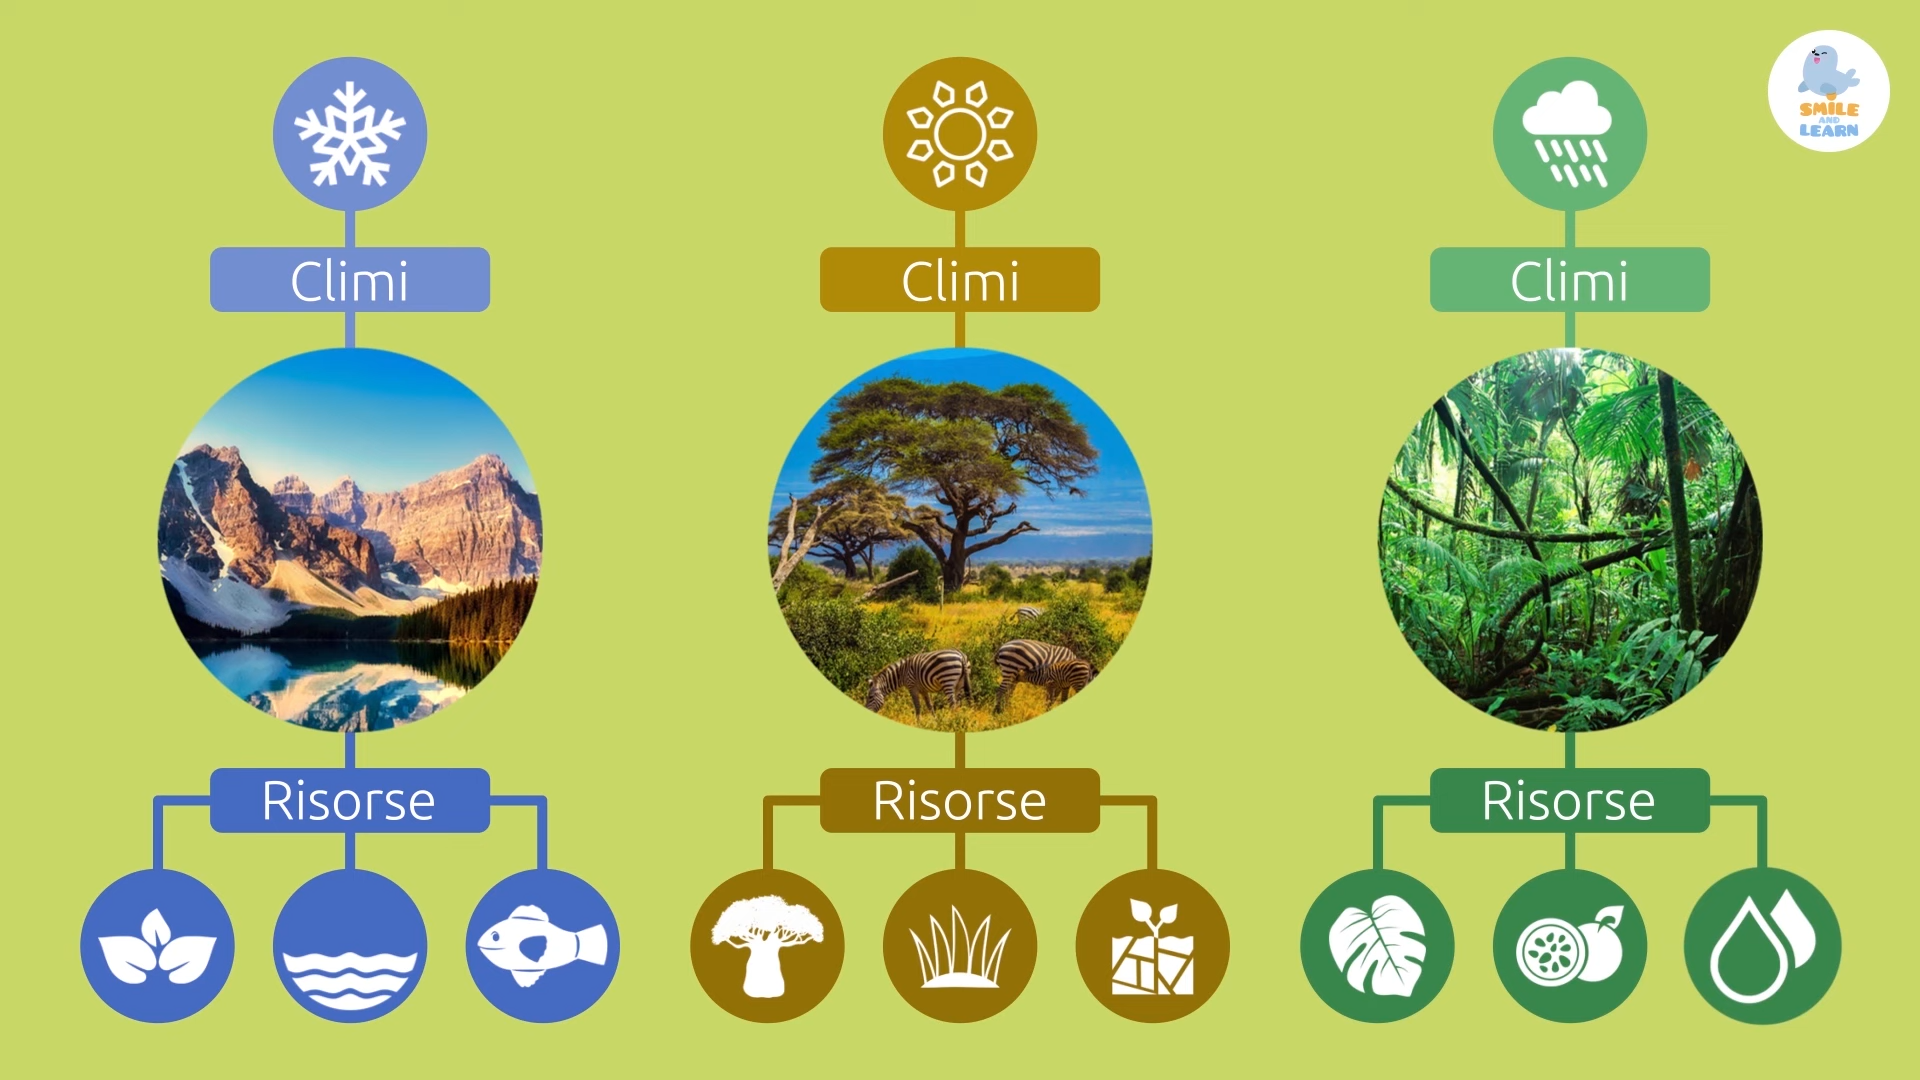 SMILE
AND
LEARN
Climi
Climi
Climi
Risorse
Risorse
Risorse